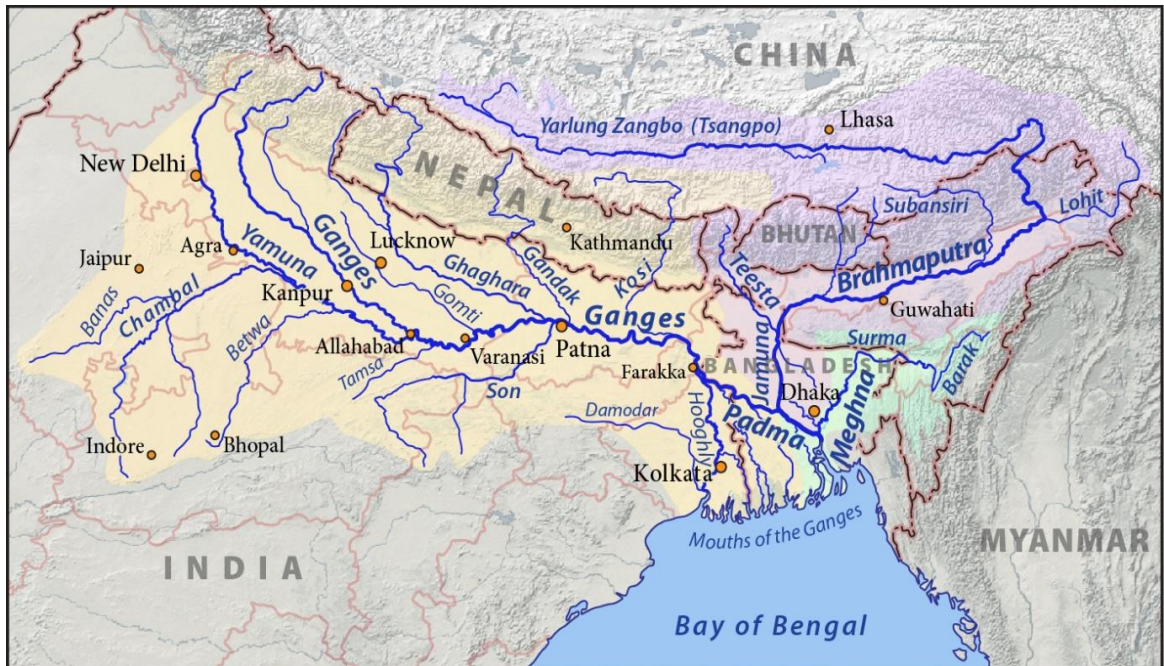 CHINA
Yarlung Zangbo (Tsangpo)
Lhasa
New Delhi
NEPAL
Subansiri
Lohit
Ganges
Kathmandu
BHUTAN
Agra
Yamuna
Lucknow
Jaipur
Ghaghara
Gandak
Kosi
Teesta
Brahmaputra
Banas
Chambal
Kanpur
Gomti
Ganges
Guwahati
Betwa
Allahabad
Varanasi
Patna
Jamuna
Surma
Tamsa
Farakka
BANGLADESH
Barak
Son
Dhaka
Damodar
Hooghly
Padma
Meghna
Indore
Bhopal
Kolkata
Mouths of the Ganges
INDIA
MYANMAR
Bay of Bengal